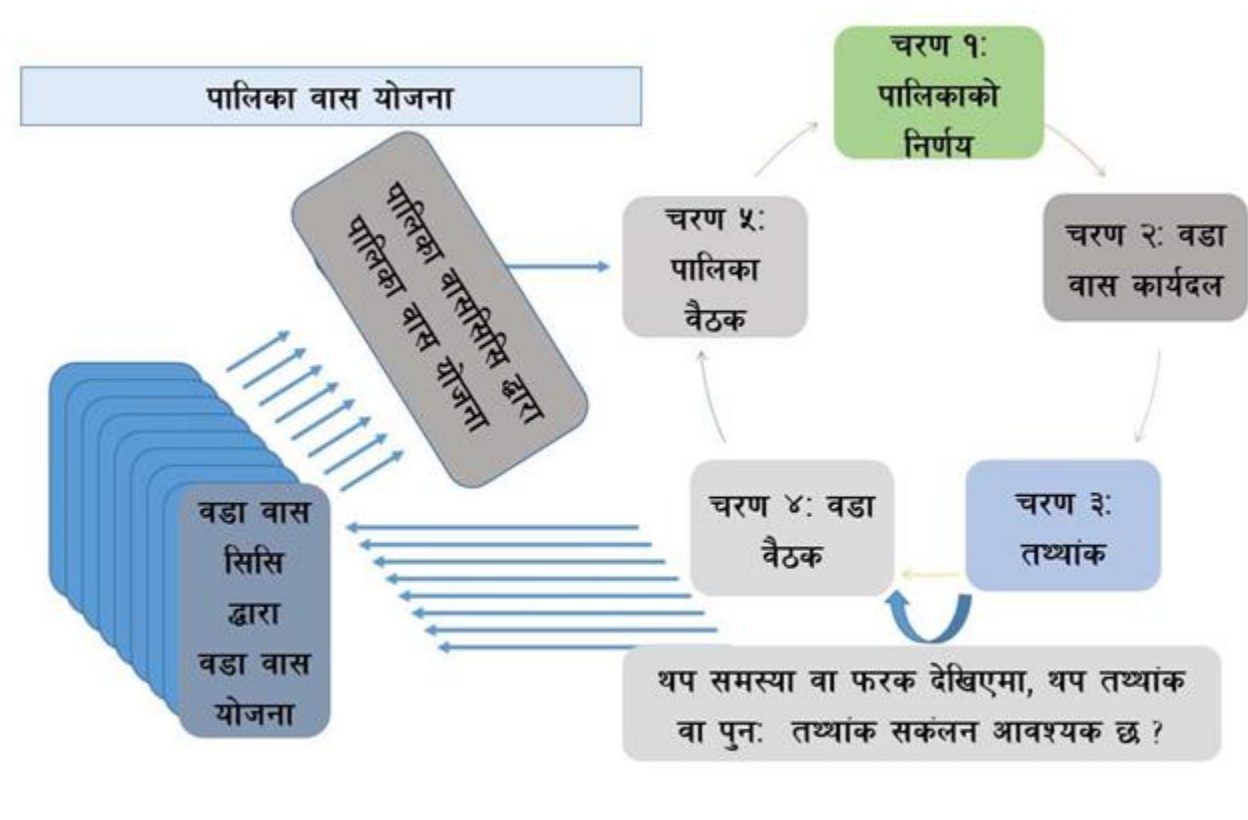 पालिका वास योजना
चरण १:
पालिकाको
निर्णय
चरण २: वडा
वास कार्यदल
चरण ३:
तथ्थांक
चरण ४: वडा
वैठक
चरण ५:
पालिका
वैठक
पालिका वाससिसि द्धारा
पालिका वास योजना
वडा वास
सिसि
द्धारा
वडा वास
योजना
थप समस्या वा फरक देखिएमा, थप तथ्थांक
वा पुन: तथ्थांक सकंलन आवश्यक छ ?